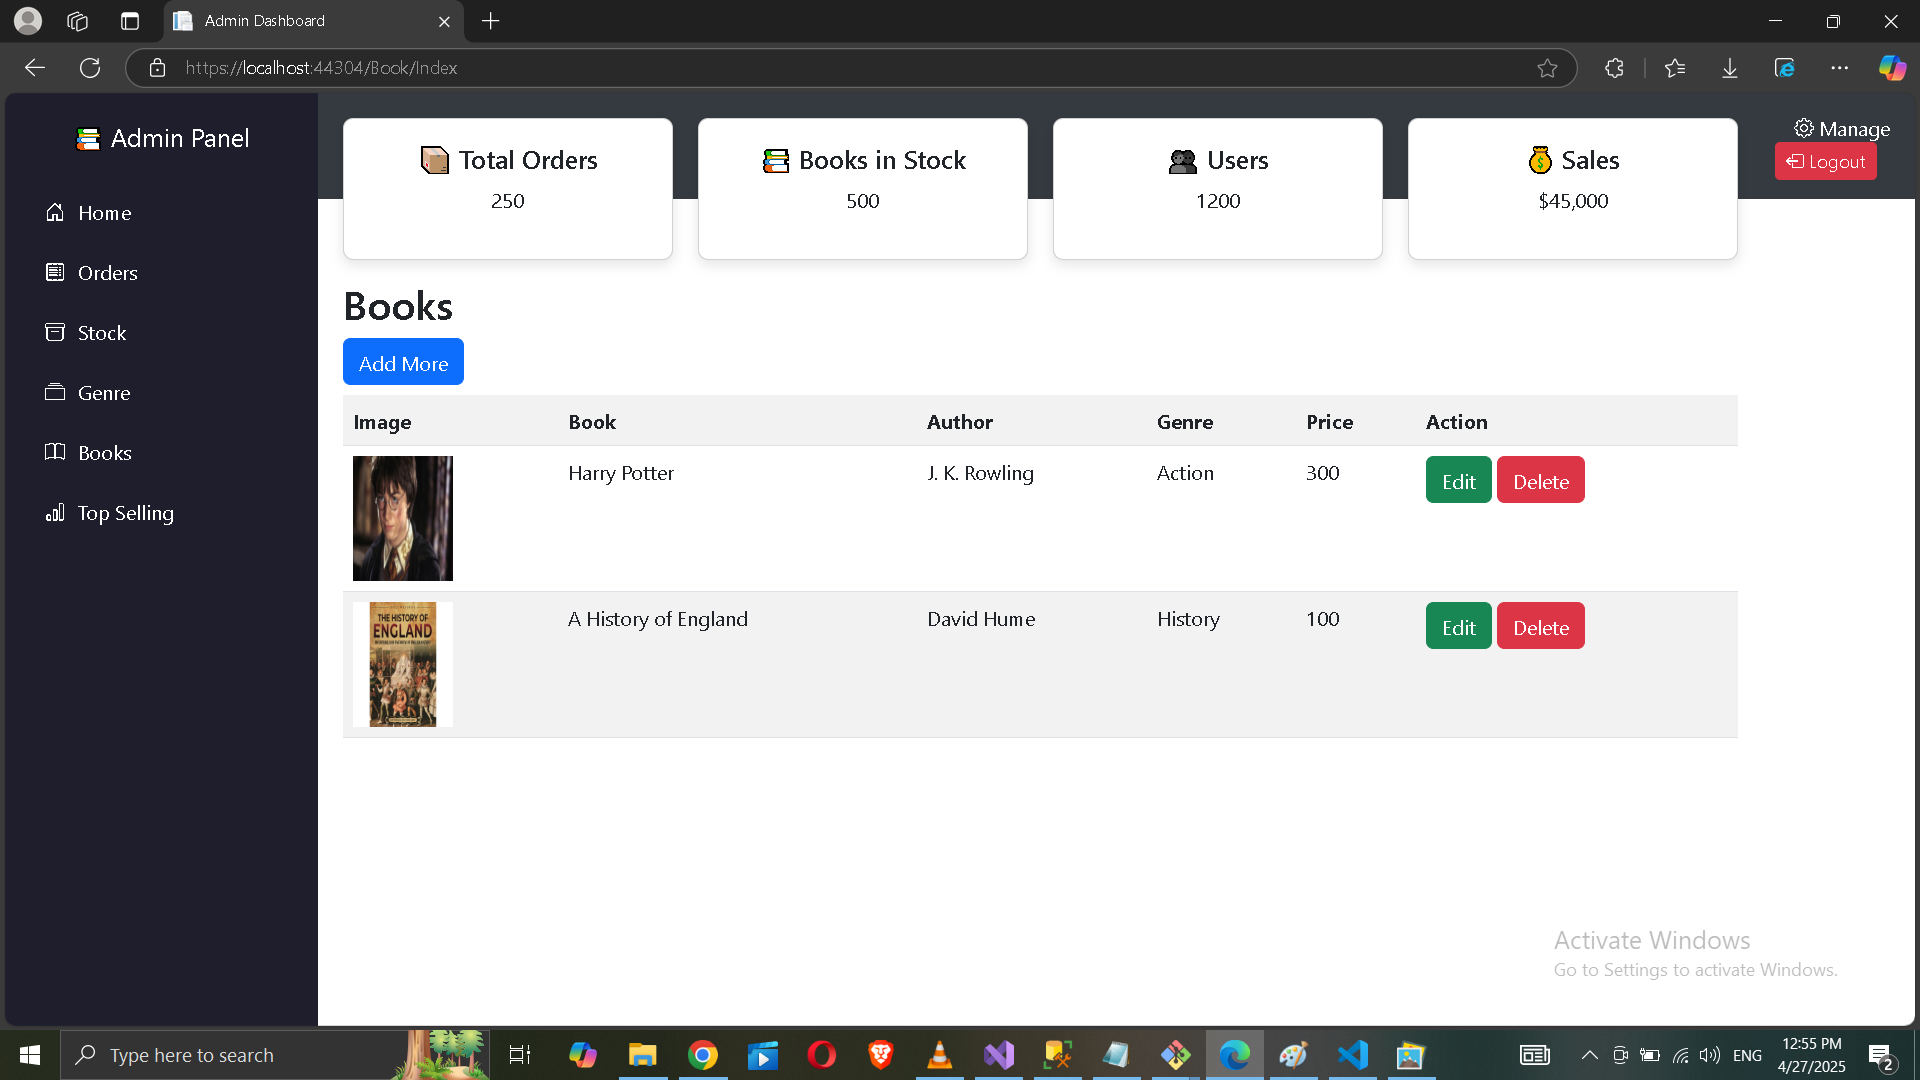 Admin Dashboard
https://localhost:44304/Book/Index
Admin Panel
Home
Orders
Stock
Genre
Books
Top Selling
Total Orders
250
Books in Stock
500
Users
1200
Sales
$45,000
Manage
Logout
Books
Add More
Image Book Author Genre Price Action
Harry Potter J. K. Rowling Action 300 Edit Delete
THE HISTORY OF
ENGLAND
A History of England David Hume History 100 Edit Delete
Activate Windows
Go to Settings to activate Windows.
Type here to search
ENG
12:55 PM
4/27/2025
2